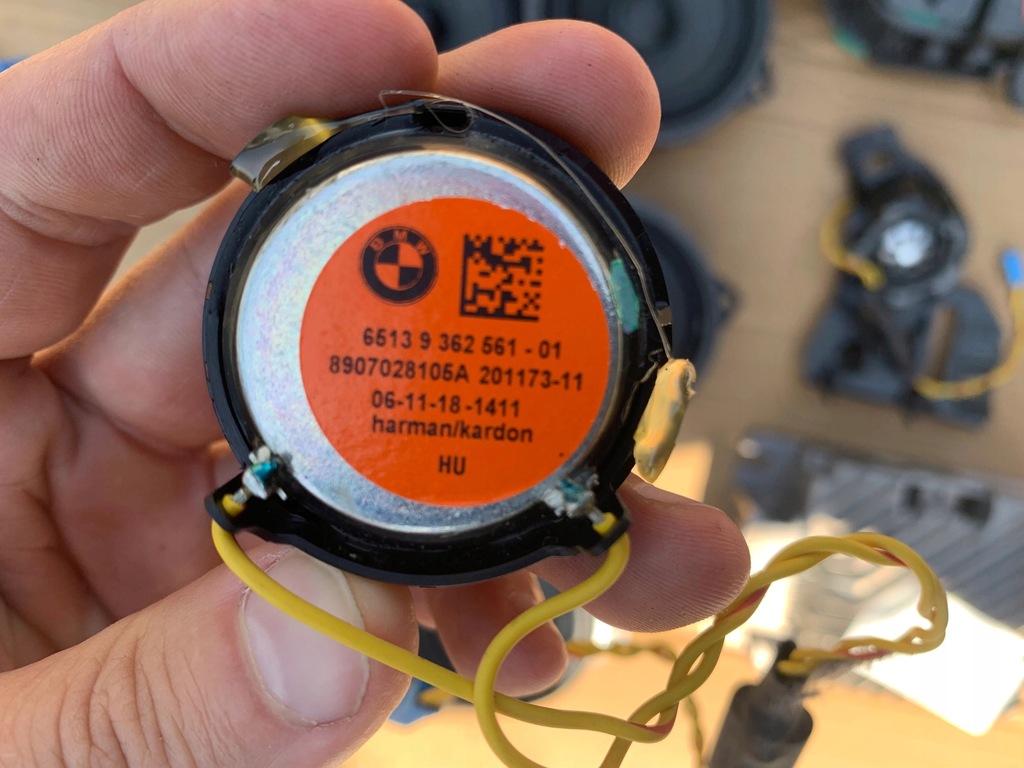 BMW
6513 9 362 561 - 01
8907028105A 201173-11
06-11-18-1411
harman/kardon
HU